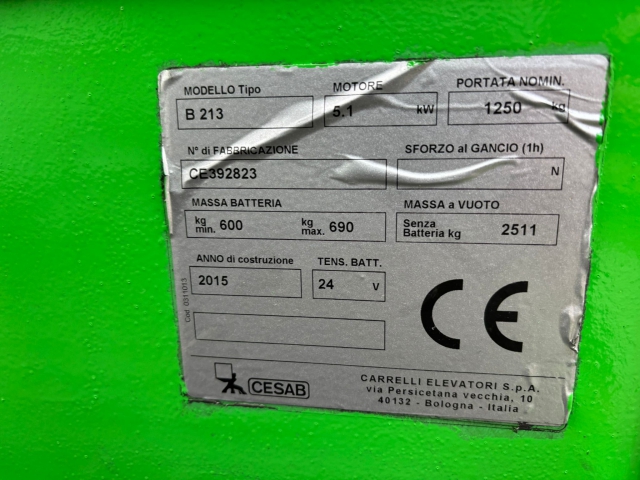 MODELLO Tipo
MOTORE
PORTATA NOMIN.
B 213
5.1 kW
1250 kg
N° di FABBRICAZIONE
SFORZO al GANCIO (1h)
CE392823
N
MASSA BATTERIA
MASSA a VUOTO
kg min. 600
kg max. 690
Senza Batteria kg 2511
ANNO di costruzione
TENS. BATT.
2015
24 V
Cod. 0311013
CE
CESAB
CARRELLI ELEVATORI S.p.A.
via Persicetana vecchia, 10
40132 - Bologna - Italia